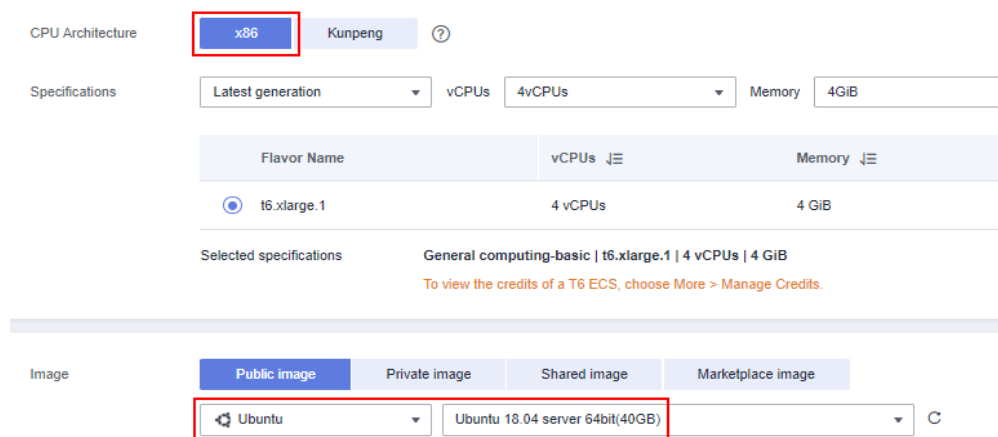 CPU Architecture x86 Kunpeng ?
Specifications Latest generation vCPUs 4vCPUs Memory 4GiB
Flavor Name vCPUs Memory
t6.xlarge.1 4 vCPUs 4 GiB
Selected specifications General computing-basic | t6.xlarge.1 | 4 vCPUs | 4 GiB
To view the credits of a T6 ECS, choose More > Manage Credits.
Image Public image Private image Shared image Marketplace image
Ubuntu Ubuntu 18.04 server 64bit(40GB)